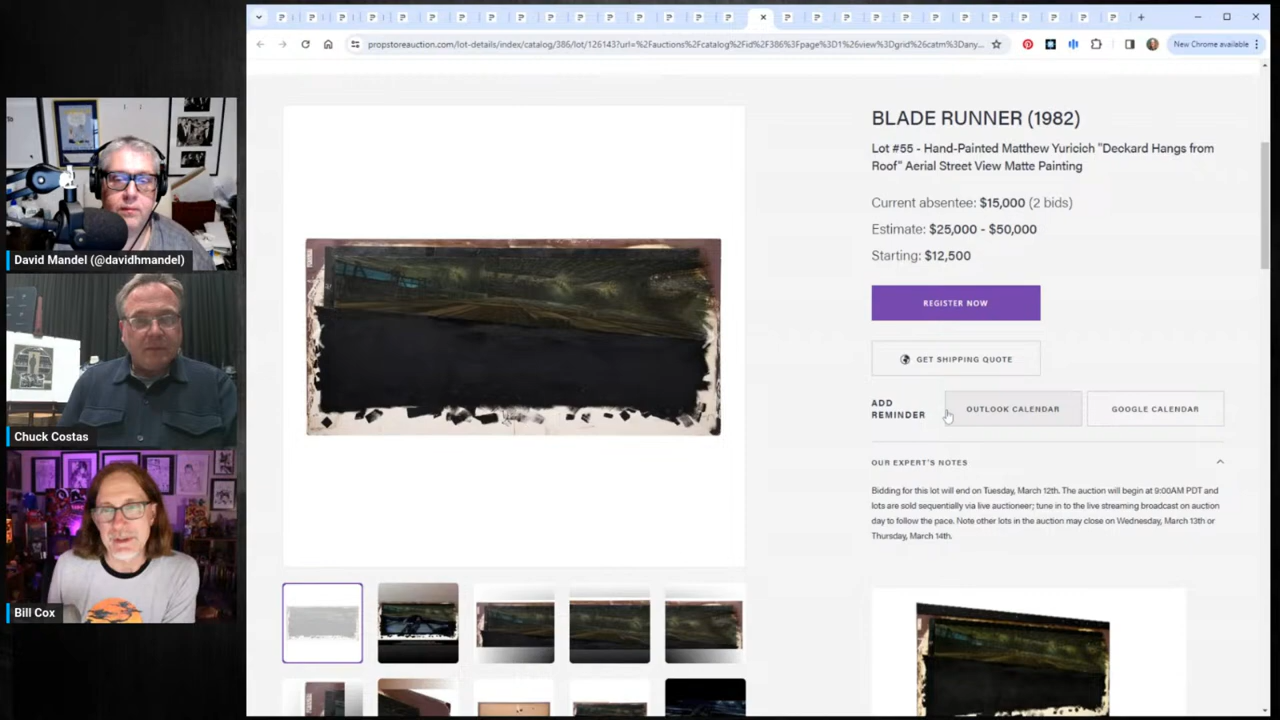 propstoreauction.com/lot-details/index/catalog/386/lot/126143?url=%2Fauctions%2Fcatalog%2Fid%2F386%3Fpage%3D1%26view%3Dgrid%26catm%3Dany...
New Chrome available
BLADE RUNNER (1982)
Lot #55 - Hand-Painted Matthew Yuricich "Deckard Hangs from
Roof" Aerial Street View Matte Painting
Current absentee: $15,000 (2 bids)
Estimate: $25,000 - $50,000
Starting: $12,500
REGISTER NOW
GET SHIPPING QUOTE
ADD
REMINDER
OUTLOOK CALENDAR
GOOGLE CALENDAR
OUR EXPERT'S NOTES
Bidding for this lot will end on Tuesday, March 12th. The auction will begin at 9:00AM PDT and
lots are sold sequentially via live auctioneer; tune in to the live streaming broadcast on auction
day to follow the pace. Note other lots in the auction may close on Wednesday, March 13th or
Thursday, March 14th.
David Mandel (@davidhmandel)
Chuck Costas
Bill Cox